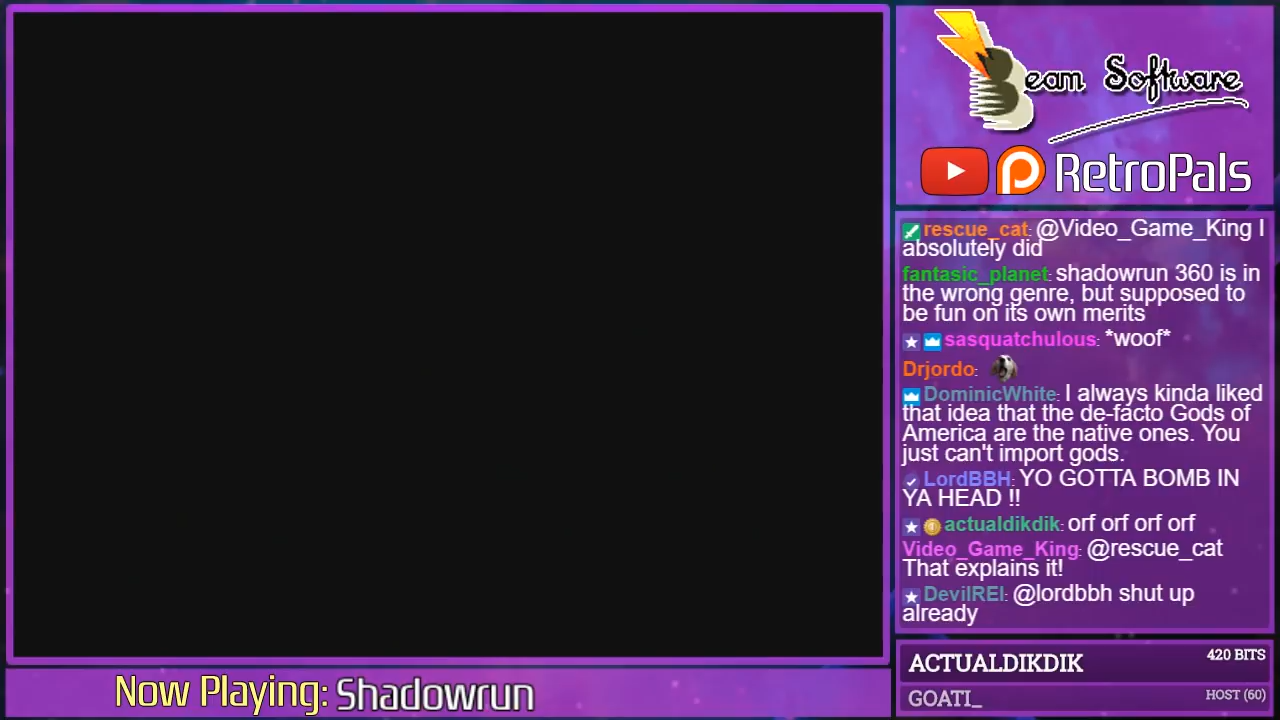 Beam Software
RetroPals
rescue_cat: @Video_Game_King I
absolutely did
fantasic_planet: shadowrun 360 is in
the wrong genre, but supposed to
be fun on its own merits
sasquatchulous: *woof*
Drjordo:
DominicWhite: I always kinda liked
that idea that the de-facto Gods of
America are the native ones. You
just can't import gods.
LordBBH: YO GOTTA BOMB IN
YA HEAD !!
actualdikdik: orf orf orf orf
Video_Game_King: @rescue_cat
That explains it!
DevilREI: @lordbbh shut up
already
ACTUALDIKDIK 420 BITS
GOATI_ HOST (60)
Now Playing: Shadowrun